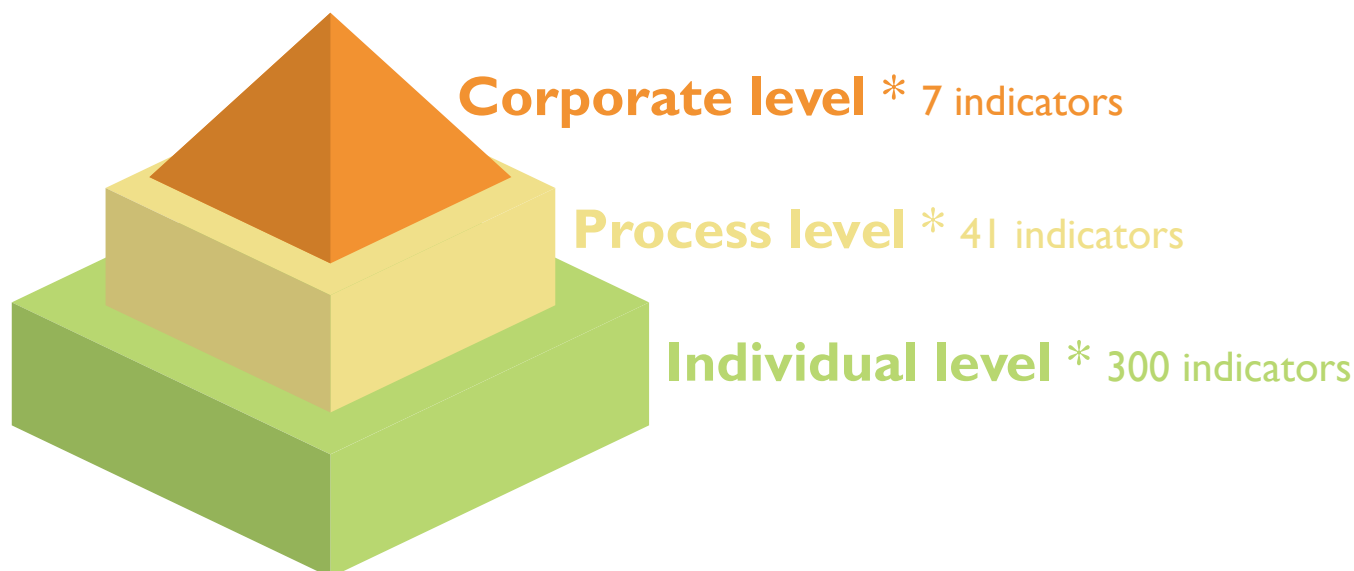 Corporate level * 7 indicators
Process level * 41 indicators
Individual level * 300 indicators